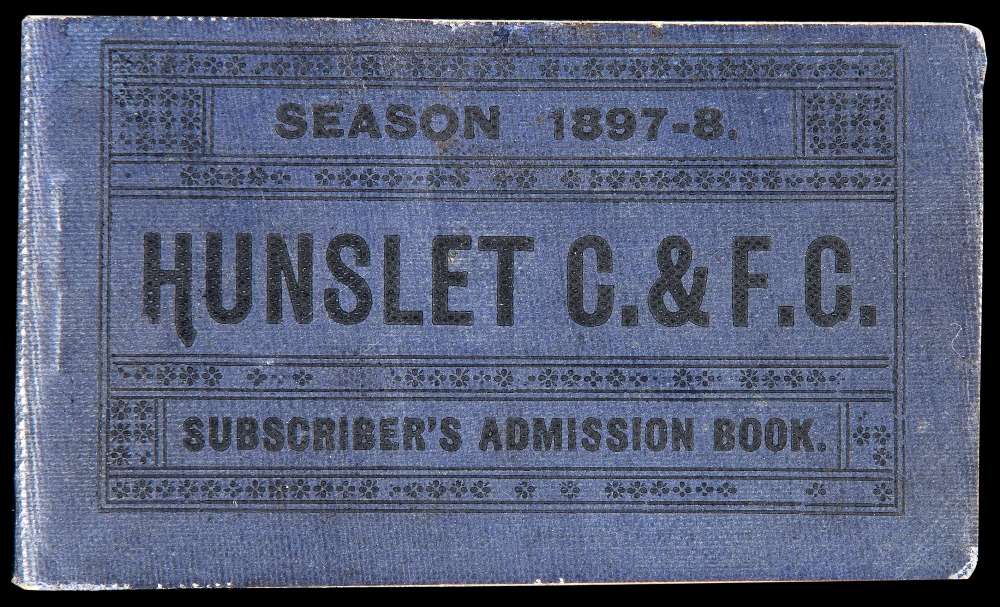 SEASON 1897-8.
HUNSLET C. & F.C.
SUBSCRIBER'S ADMISSION BOOK.